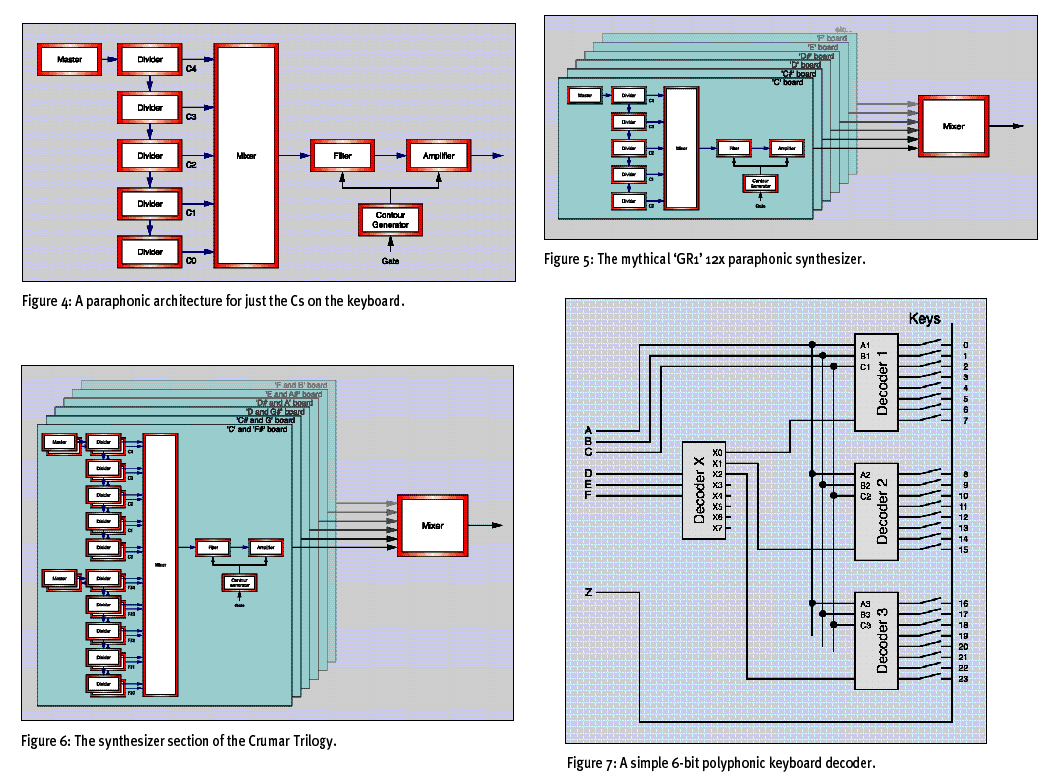 Master
Divider
C4
Divider
C3
Divider
C2
Divider
C1
Divider
C0
Mixer
Filter
Amplifier
Contour
Generator
Gate
Figure 4: A paraphonic architecture for just the Cs on the keyboard.
etc...
'F' board
'E' board
'D#' board
'D' board
'C#' board
'C' board
Master
Divider
Divider
Divider
Divider
Divider
Mixer
Filter
Amplifier
Contour
Generator
Gate
Mixer
Figure 5: The mythical ‘GR1’ 12x paraphonic synthesizer.
'F and B' board
'E and A#' board
'D# and A' board
'D and G#' board
'C# and G' board
'C' and 'F#' board
Master
Divider
Divider
Divider
Divider
Divider
Master
Divider
Divider
Divider
Divider
Divider
Mixer
Filter
Amplifier
Contour
Generator
Gate
Mixer
Figure 6: The synthesizer section of the Crumar Trilogy.
Keys
A
B
C
D
E
F
Z
Decoder X
X0
X1
X2
X3
X4
X5
X6
X7
A1
B1
C1
Decoder 1
0
1
2
3
4
5
6
7
A2
B2
C2
Decoder 2
8
9
10
11
12
13
14
15
A3
B3
C3
Decoder 3
16
17
18
19
20
21
22
23
Figure 7: A simple 6-bit polyphonic keyboard decoder.